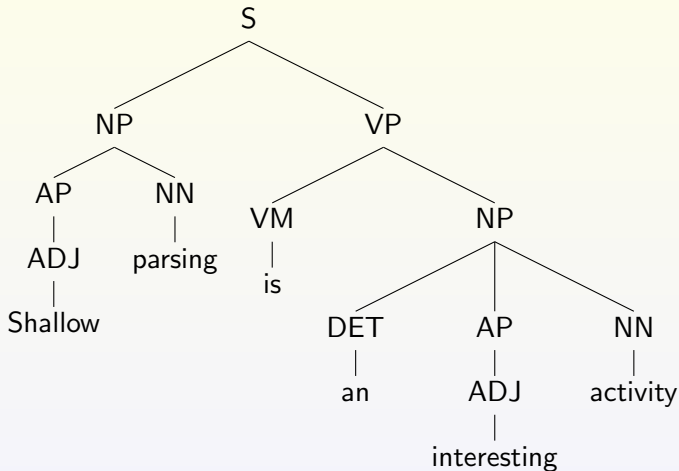 S
NP VP
AP NN VM NP
ADJ parsing is
Shallow DET AP NN
an ADJ activity
interesting